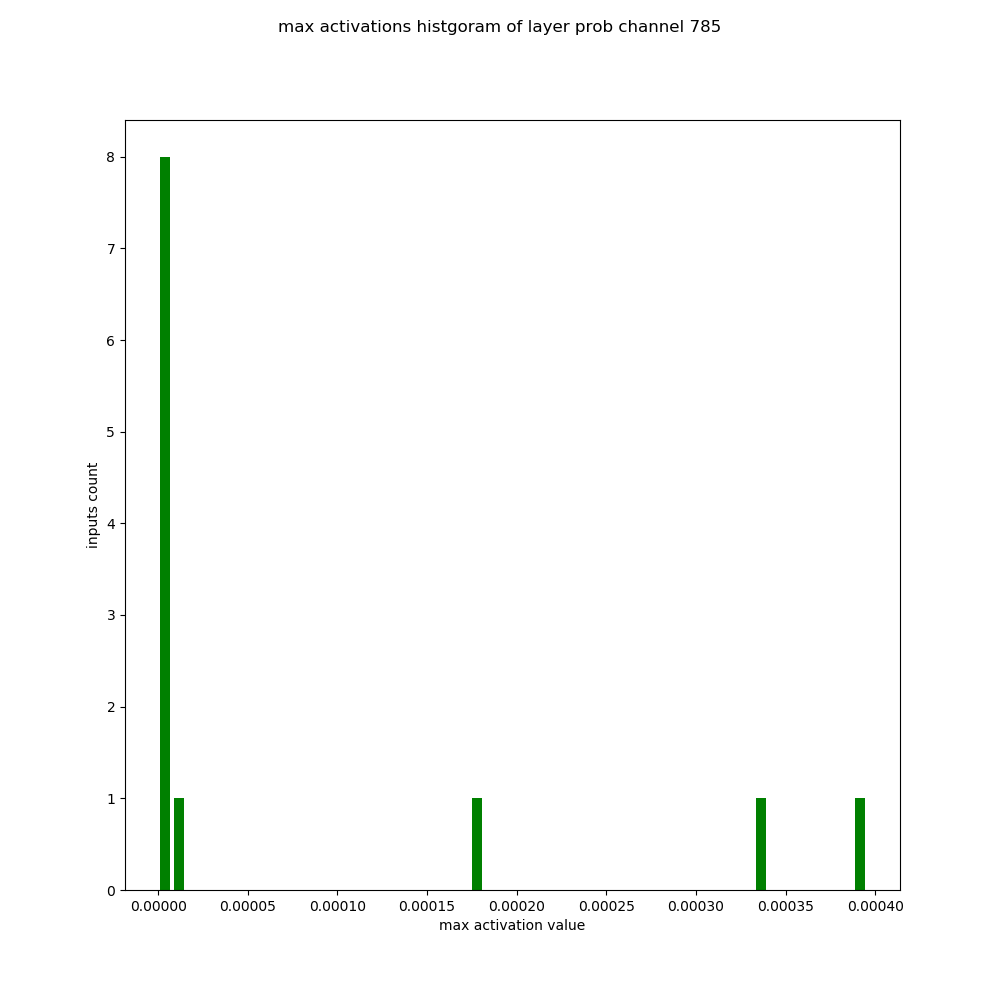 max activations histgoram of layer prob channel 785
8
7
6
5
4
3
2
1
0
inputs count
0.00000 0.00005 0.00010 0.00015 0.00020 0.00025 0.00030 0.00035 0.00040
max activation value